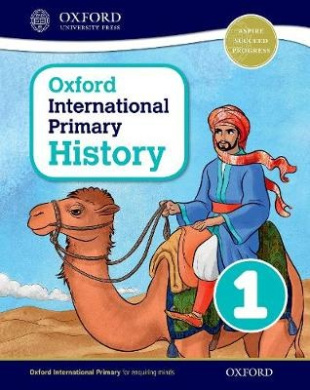 OXFORD
UNIVERSITY PRESS
ASPIRE
SUCCEED
PROGRESS
Oxford
International
Primary
History
1
Oxford International Primary for enquiring minds
OXFORD